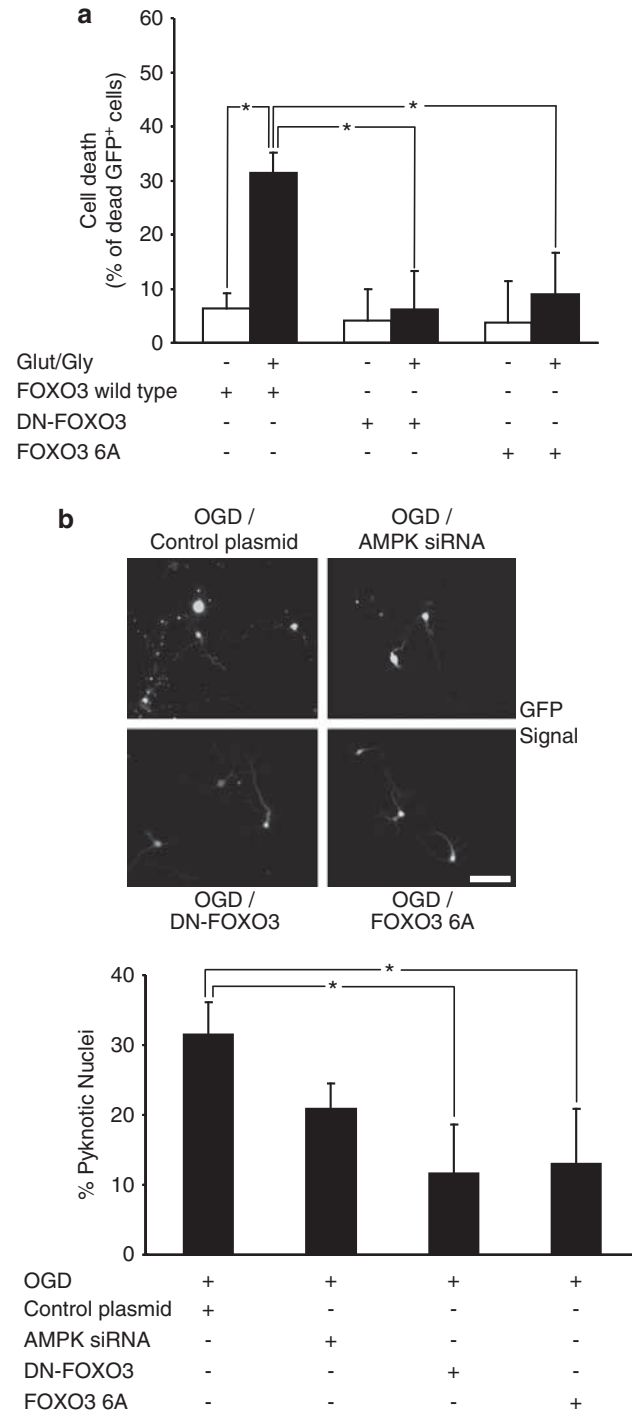 a
60
50
40
30
20
10
0
Cell death
(% of dead GFP+ cells)
* * *
Glut/Gly - + - + - +
FOXO3 wild type + + - - - -
DN-FOXO3 - - + + - -
FOXO3 6A - - - - + +
b
OGD / Control plasmid
OGD / AMPK siRNA
GFP Signal
OGD / DN-FOXO3
OGD / FOXO3 6A
40
30
20
10
0
% Pyknotic Nuclei
* *
OGD + + + +
Control plasmid + - - -
AMPK siRNA - + - -
DN-FOXO3 - - + -
FOXO3 6A - - - +